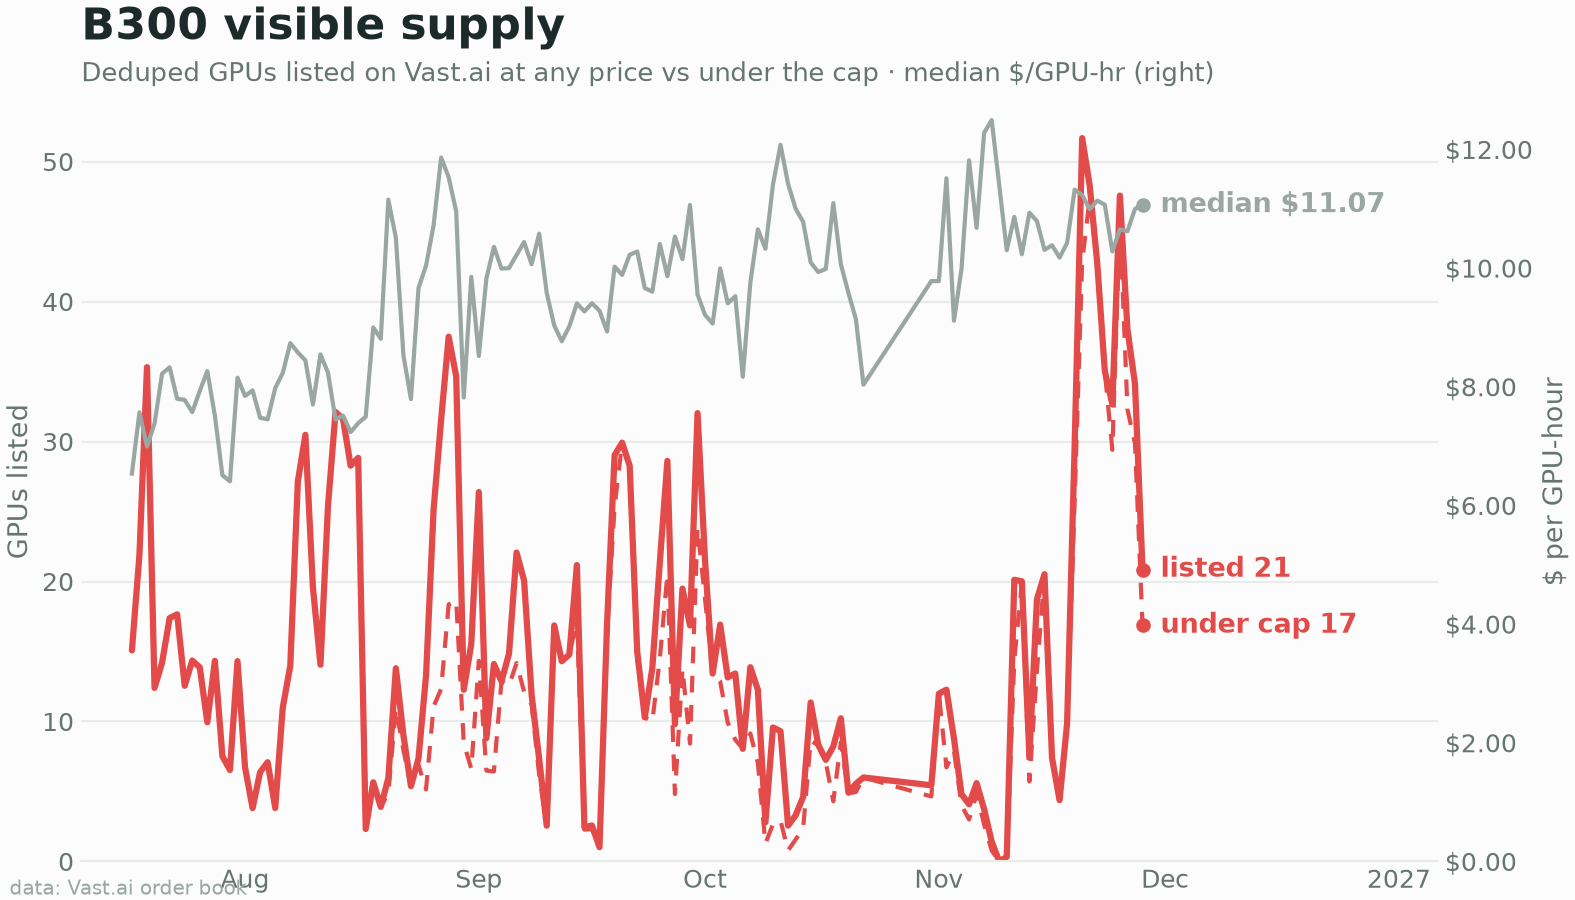 B300 visible supply
Deduped GPUs listed on Vast.ai at any price vs under the cap · median $/GPU-hr (right)
50
40
30
20
10
0
GPUs listed
$12.00
$10.00
$8.00
$6.00
$4.00
$2.00
$0.00
$ per GPU-hour
median $11.07
listed 21
under cap 17
Aug
Sep
Oct
Nov
Dec
2027
data: Vast.ai order book